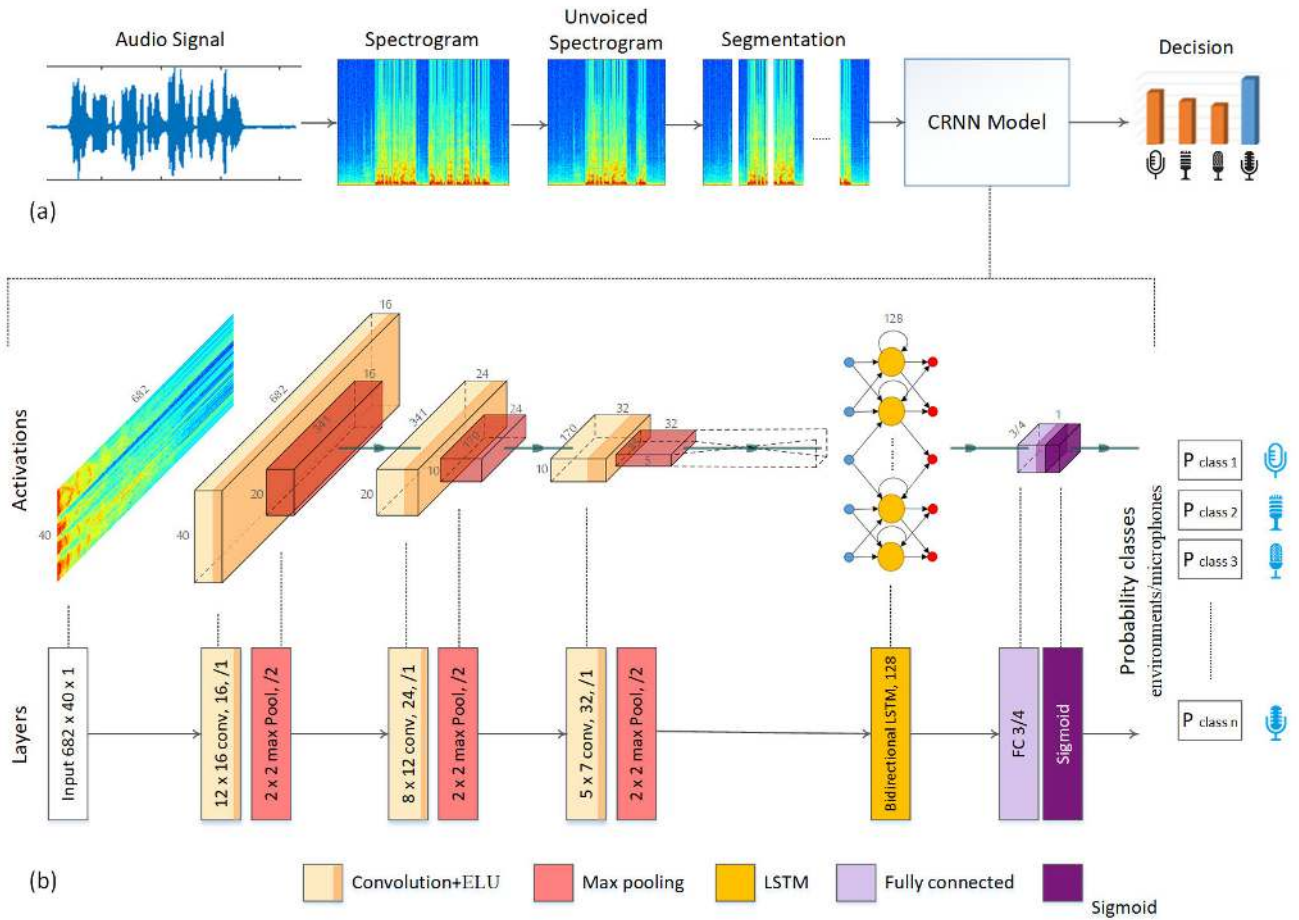 Audio Signal
Spectrogram
Unvoiced
Spectrogram
Segmentation
CRNN Model
Decision
(a)
Activations
682
40
16
682
16
341
20
40
24
341
24
170
10
20
32
170
32
5
10
128
3/4
1
Probability classes
environments/microphones
P class 1
P class 2
P class 3
P class n
Layers
Input 682 x 40 x 1
12 x 16 conv, 16, /1
2 x 2 max Pool, /2
8 x 12 conv, 24, /1
2 x 2 max Pool, /2
5 x 7 conv, 32, /1
2 x 2 max Pool, /2
Bidirectional LSTM, 128
FC 3/4
Sigmoid
(b)
Convolution+ELU
Max pooling
LSTM
Fully connected
Sigmoid